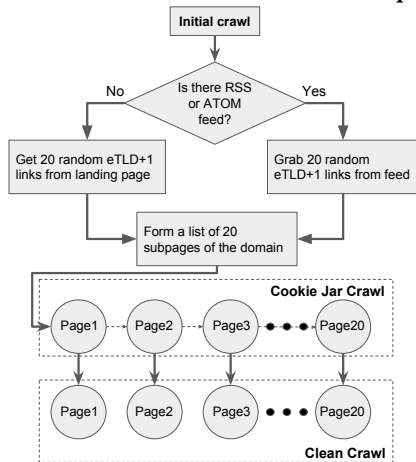 Initial crawl
No
Yes
Is there RSS
or ATOM
feed?
Get 20 random eTLD+1
links from landing page
Grab 20 random
eTLD+1 links from feed
Form a list of 20
subpages of the domain
Cookie Jar Crawl
Page1 Page2 Page3 Page20
Page1 Page2 Page3 Page20
Clean Crawl